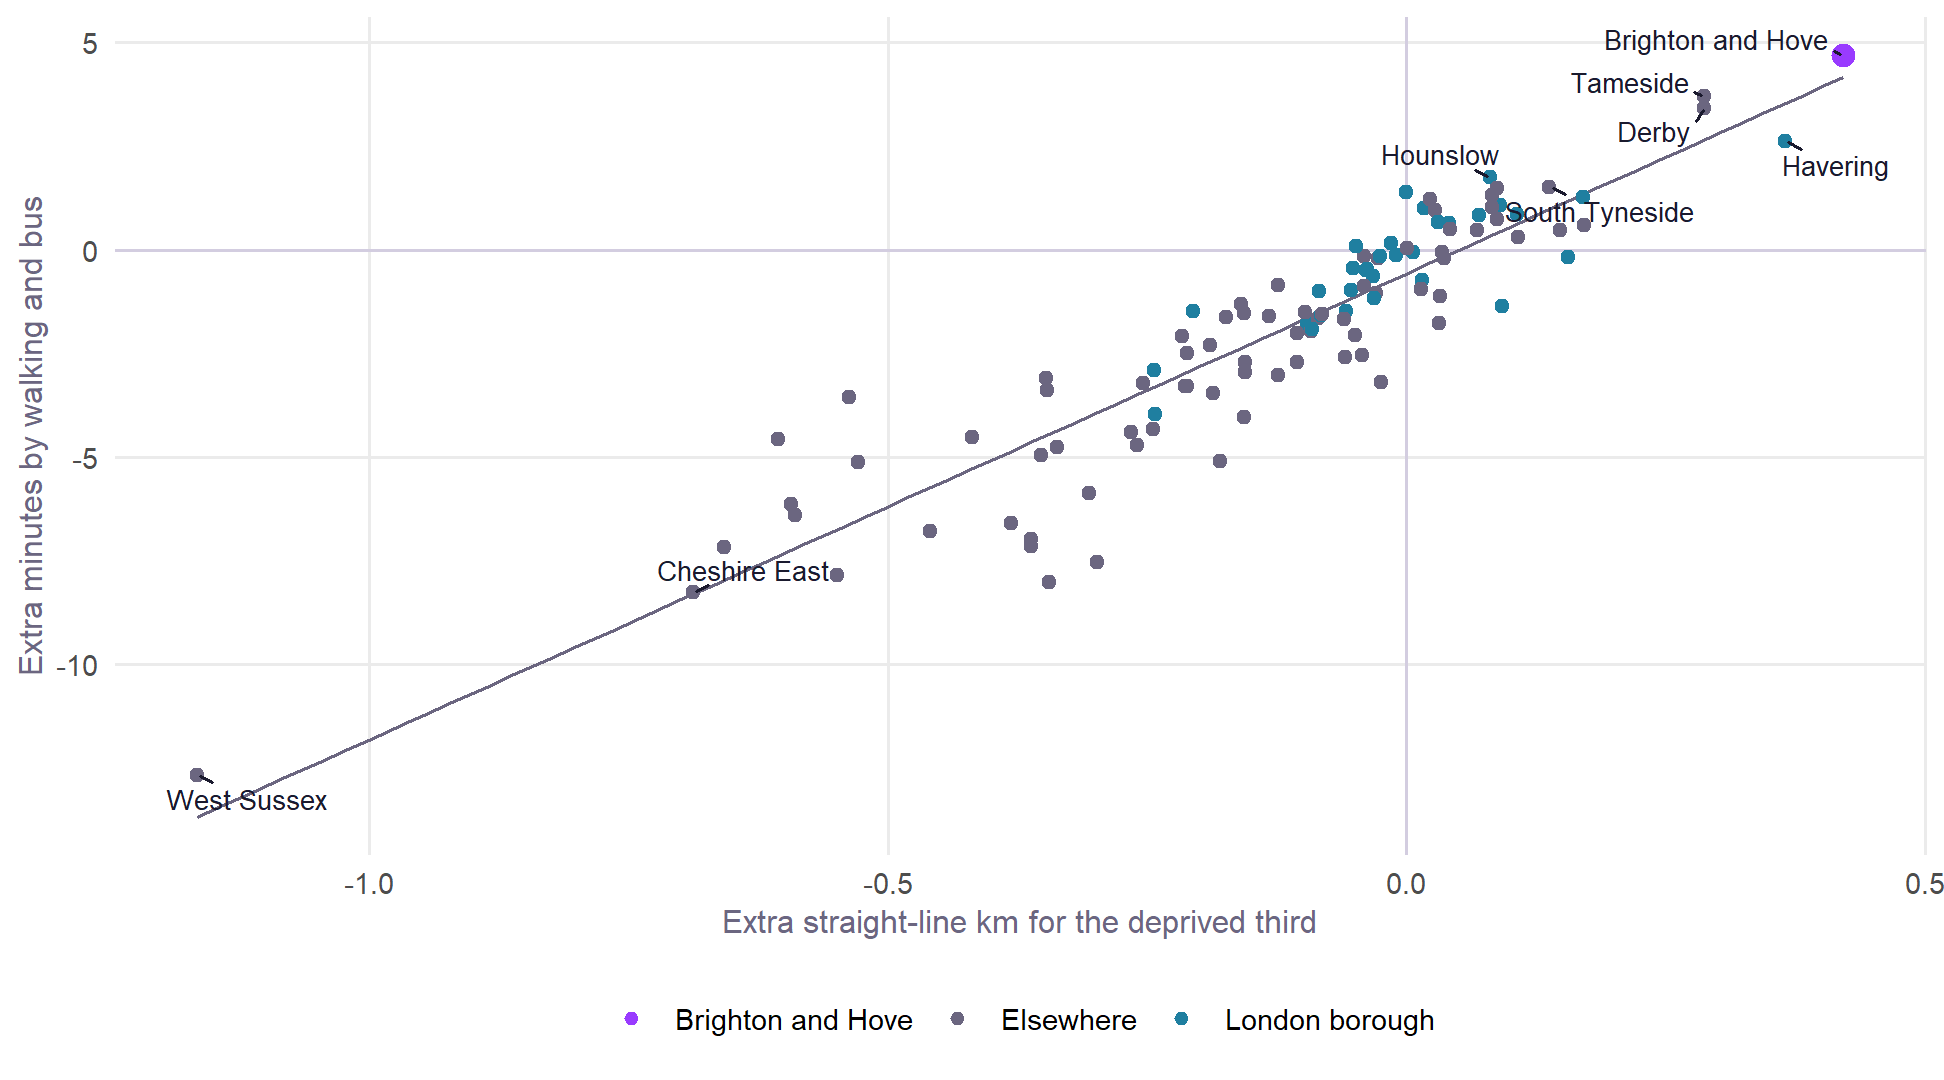 Extra minutes by walking and bus
5
0
-5
-10
Brighton and Hove
Tameside
Derby
Hounslow
Havering
South Tyneside
Cheshire East
West Sussex
-1.0
-0.5
0.0
0.5
Extra straight-line km for the deprived third
Brighton and Hove
Elsewhere
London borough